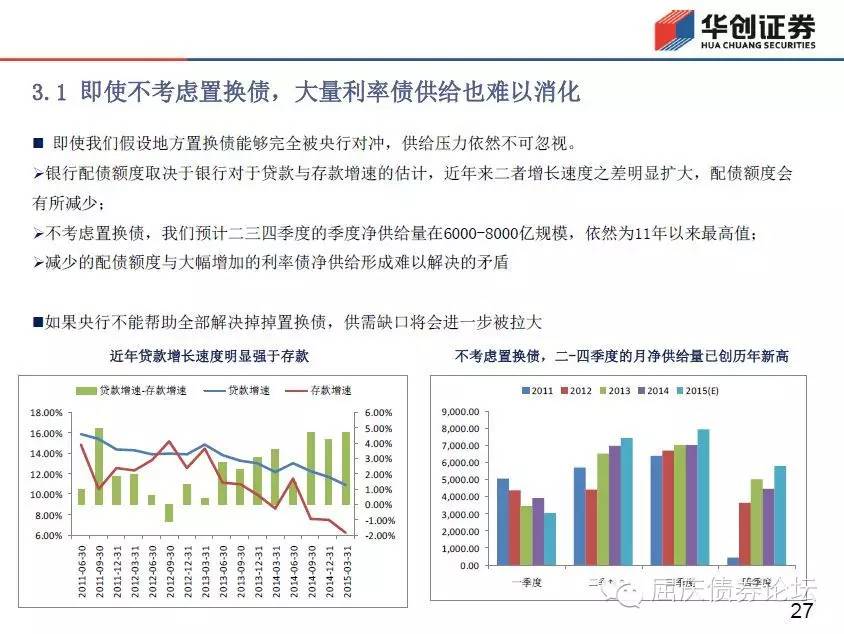 华创证券
HUA CHUANG SECURITIES
3.1 即使不考虑置换债，大量利率债供给也难以消化
■ 即使我们假设地方置换债能够完全被央行对冲，供给压力依然不可忽视。
➢银行配债额度取决于银行对于贷款与存款增速的估计，近年来二者增长速度之差明显扩大，配债额度会
有所减少；
➢不考虑置换债，我们预计二三四季度的季度净供给量在6000-8000亿规模，依然为11年以来最高值；
➢减少的配债额度与大幅增加的利率债净供给形成难以解决的矛盾
■如果央行不能帮助全部解决掉掉置换债，供需缺口将会进一步被拉大
近年贷款增长速度明显强于存款
贷款增速-存款增速 贷款增速 存款增速
18.00% 6.00%
16.00% 5.00%
14.00% 4.00%
12.00% 3.00%
10.00% 2.00%
8.00% 1.00%
6.00% 0.00%
-1.00%
-2.00%
2011-06-30
2011-09-30
2011-12-31
2012-03-31
2012-06-30
2012-09-30
2012-12-31
2013-03-31
2013-06-30
2013-09-30
2013-12-31
2014-03-31
2014-06-30
2014-09-30
2014-12-31
2015-03-31
不考虑置换债，二-四季度的月净供给量已创历年新高
2011 2012 2013 2014 2015(E)
9,000.00
8,000.00
7,000.00
6,000.00
5,000.00
4,000.00
3,000.00
2,000.00
1,000.00
0.00
一季度 四季度
屈庆债券论坛
27